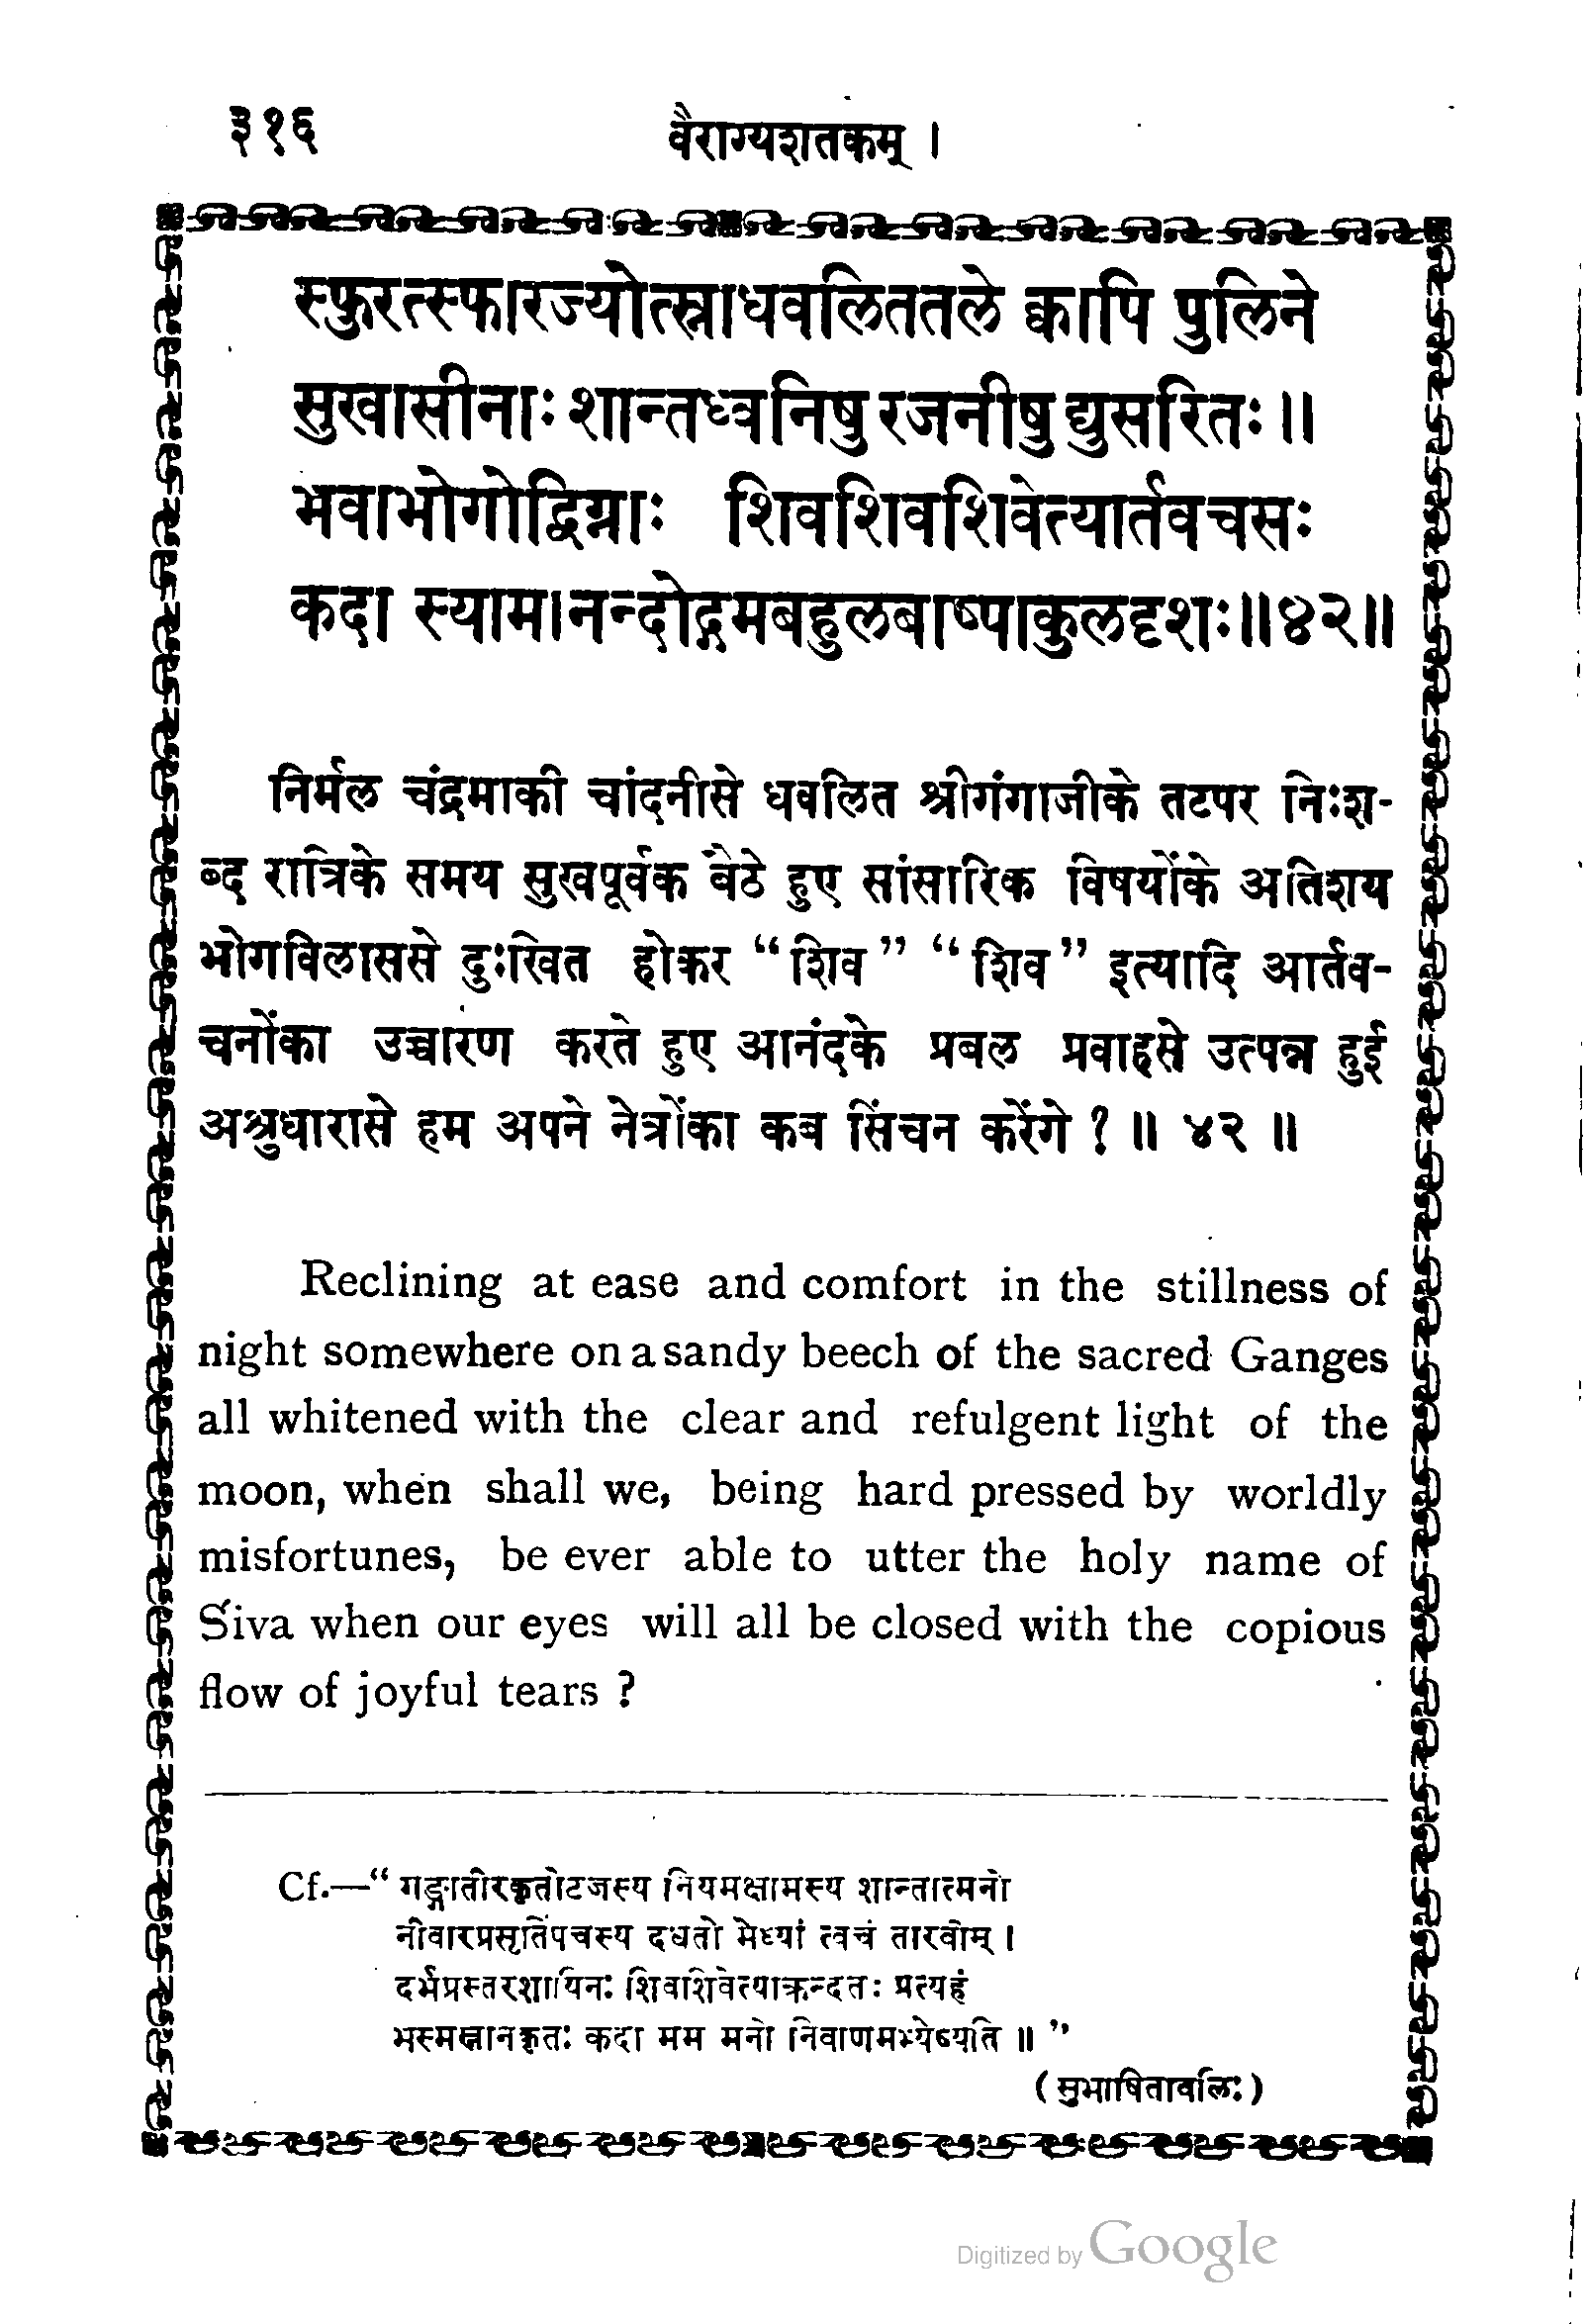 ३१६
वैराग्यशतकम् ।
स्फुरत्स्फारज्योत्स्नाधवलिततले क्वापि पुलिने
सुखासीनाः शान्तध्वनिषु रजनीषु द्युसरितः ॥
भवाभोगोद्विग्नाः शिवशिवशिवेत्यार्तवचसः
कदा स्यामानन्दोद्गमबहुलबाष्पाकुलदृशः॥४२॥
निर्मल चंद्रमाकी चांदनीसे धवलित श्रीगंगाजीके तटपर निःश-
ब्द रात्रिके समय सुखपूर्वक बैठे हुए सांसारिक विषयोंके अतिशय
भोगविलाससे दुःखित होकर “शिव” “शिव” इत्यादि आर्तव-
चनोंका उच्चारण करते हुए आनंदके प्रबल प्रवाहसे उत्पन्न हुई
अश्रुधारासे हम अपने नेत्रोंका कब सिंचन करेंगे ? ॥ ४२ ॥
Reclining at ease and comfort in the stillness of
night somewhere on a sandy beech of the sacred Ganges
all whitened with the clear and refulgent light of the
moon, when shall we, being hard pressed by worldly
misfortunes, be ever able to utter the holy name of
Śiva when our eyes will all be closed with the copious
flow of joyful tears ?
Cf.—“ गङ्गातीरकृतोटजस्य नियमक्षामस्य शान्तात्मनो
नीवारप्रसृतिंपचस्य दधतो मेध्यां त्वचं तारवीम् ।
दर्भप्रस्तरशायिनः शिवशिवेत्याक्रन्दतः प्रत्यहं
भस्मस्नानकृतः कदा मम मनो निर्वाणमभ्येष्यति ॥ ”
( सुभाषितावलिः )
Digitized by Google